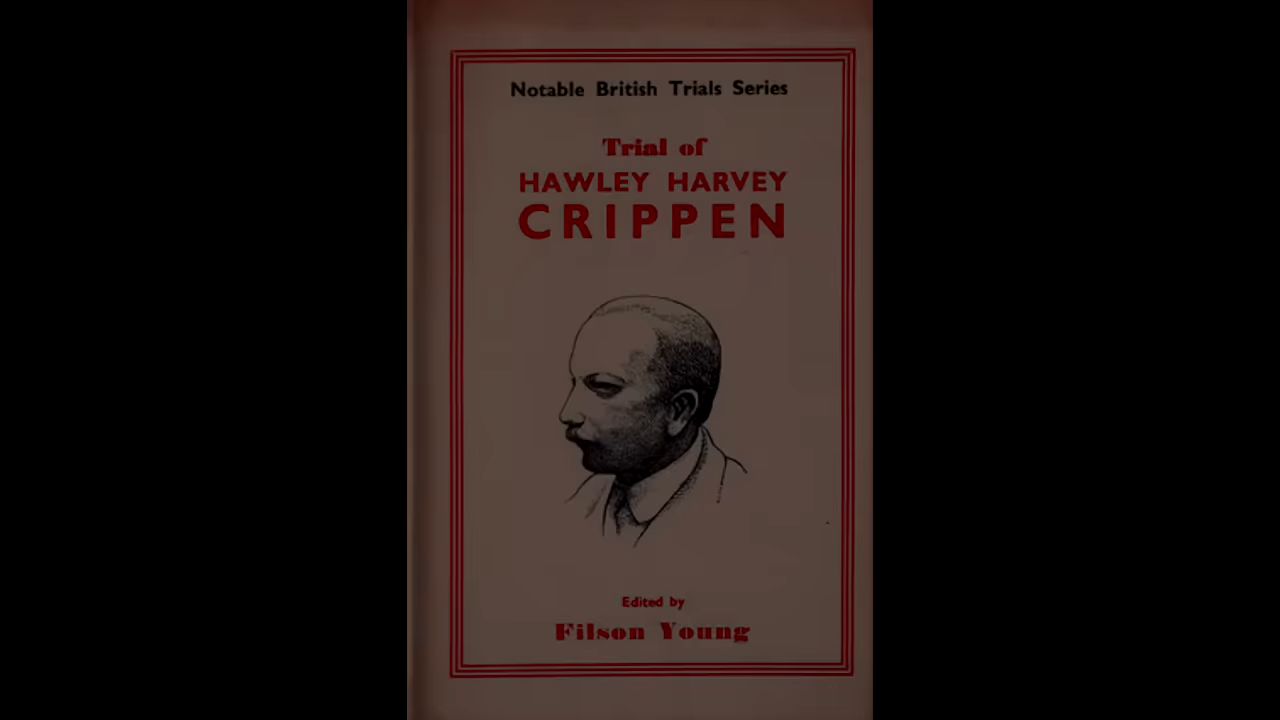 Notable British Trials Series
Trial of
HAWLEY HARVEY
CRIPPEN
Edited by
Filson Young